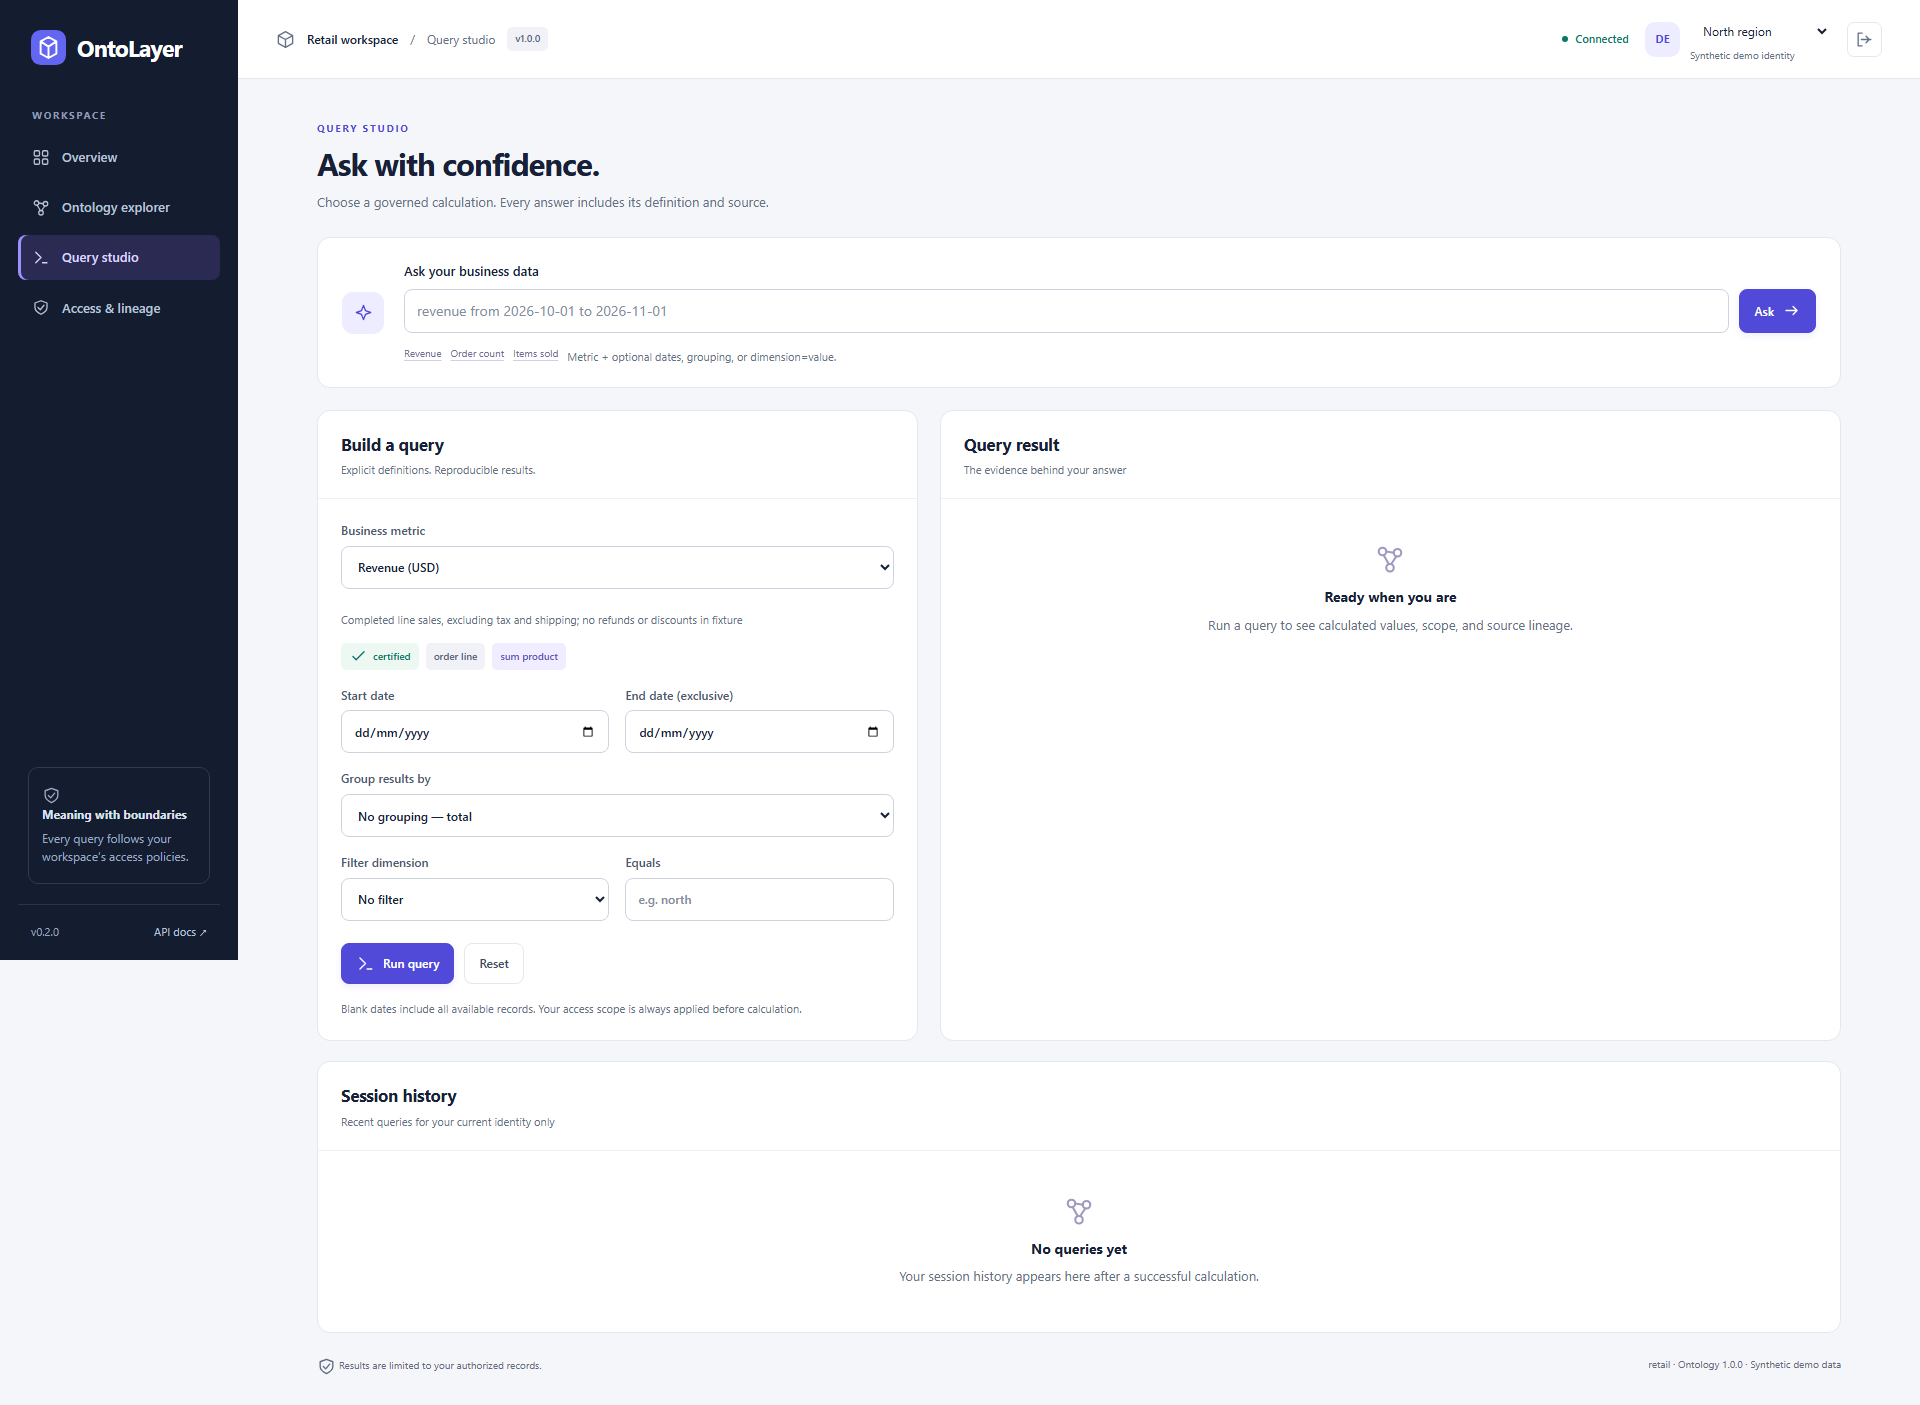 OntoLayer
WORKSPACE
Overview
Ontology explorer
Query studio
Access & lineage
Meaning with boundaries
Every query follows your
workspace's access policies.
v0.2.0
API docs ↗
Retail workspace / Query studio v1.0.0
Connected
DE
North region
Synthetic demo identity
QUERY STUDIO
Ask with confidence.
Choose a governed calculation. Every answer includes its definition and source.
Ask your business data
revenue from 2026-10-01 to 2026-11-01
Ask →
Revenue Order count Items sold Metric + optional dates, grouping, or dimension=value.
Build a query
Explicit definitions. Reproducible results.
Business metric
Revenue (USD)
Completed line sales, excluding tax and shipping; no refunds or discounts in fixture
certified order line sum product
Start date End date (exclusive)
dd/mm/yyyy dd/mm/yyyy
Group results by
No grouping — total
Filter dimension Equals
No filter e.g. north
Run query Reset
Blank dates include all available records. Your access scope is always applied before calculation.
Query result
The evidence behind your answer
Ready when you are
Run a query to see calculated values, scope, and source lineage.
Session history
Recent queries for your current identity only
No queries yet
Your session history appears here after a successful calculation.
Results are limited to your authorized records.
retail · Ontology 1.0.0 · Synthetic demo data